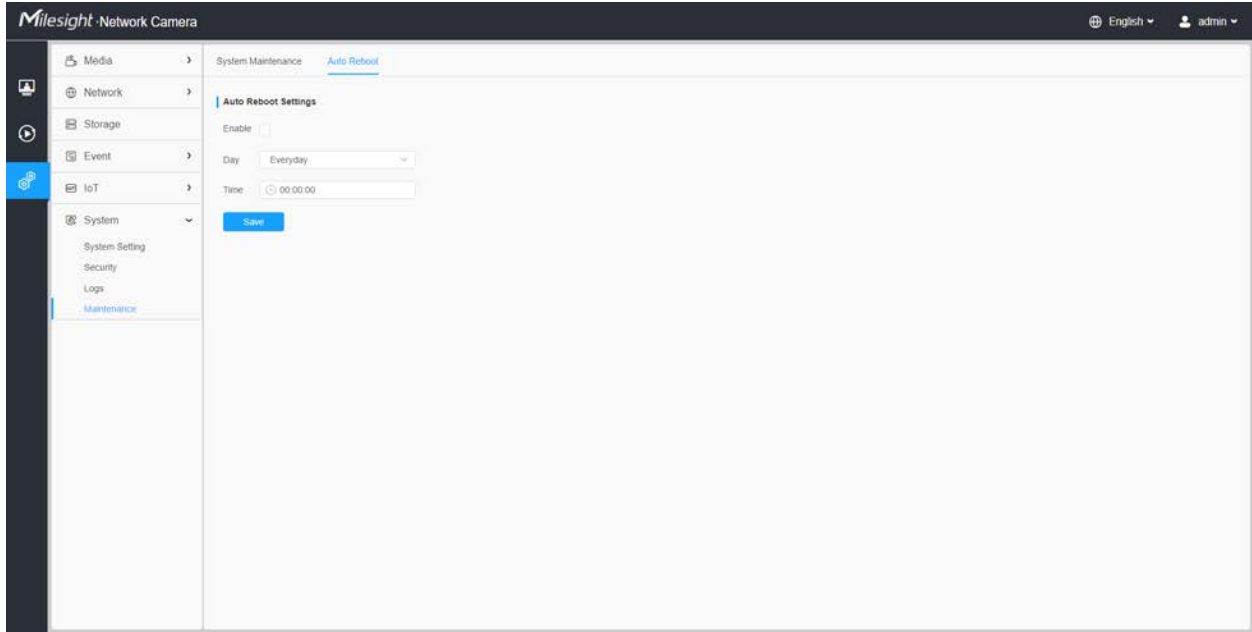 Milesight · Network Camera
English
admin
Media
Network
Storage
Event
IoT
System
System Setting
Security
Logs
Maintenance
System Maintenance
Auto Reboot
Auto Reboot Settings
Enable
Day Everyday
Time 00:00:00
Save